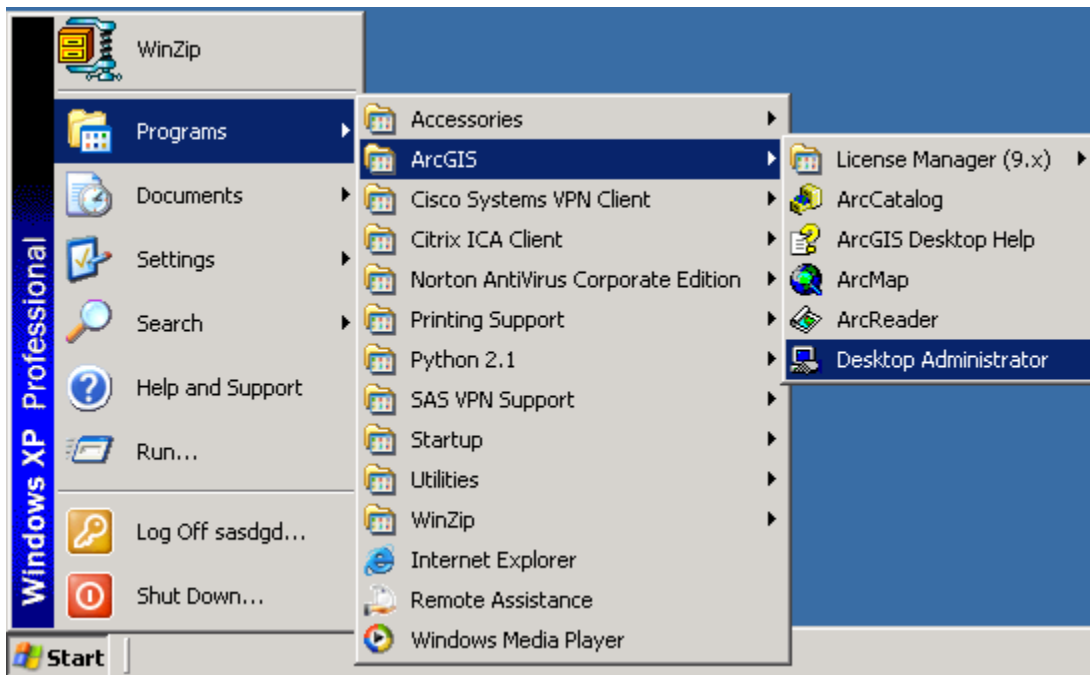 WinZip
Programs
Documents
Settings
Search
Help and Support
Run...
Log Off sasdgd...
Shut Down...
Windows XP Professional
Start
Accessories
ArcGIS
Cisco Systems VPN Client
Citrix ICA Client
Norton AntiVirus Corporate Edition
Printing Support
Python 2.1
SAS VPN Support
Startup
Utilities
WinZip
Internet Explorer
Remote Assistance
Windows Media Player
License Manager (9.x)
ArcCatalog
ArcGIS Desktop Help
ArcMap
ArcReader
Desktop Administrator